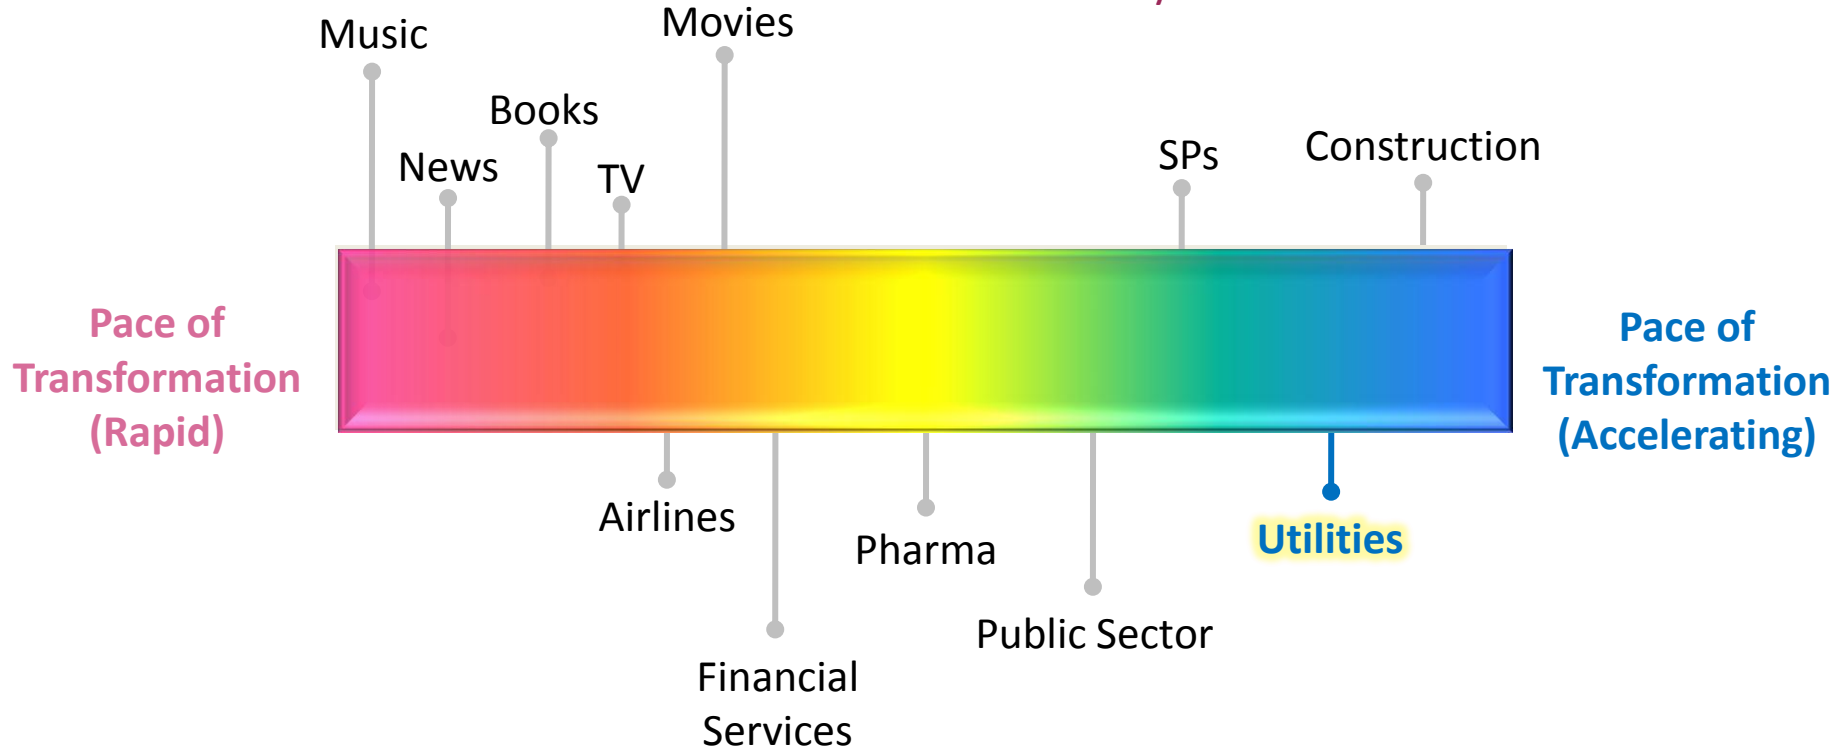 Music
Movies
Books
News
TV
SPs
Construction
Pace of
Transformation
(Rapid)
Pace of
Transformation
(Accelerating)
Airlines
Pharma
Utilities
Public Sector
Financial
Services